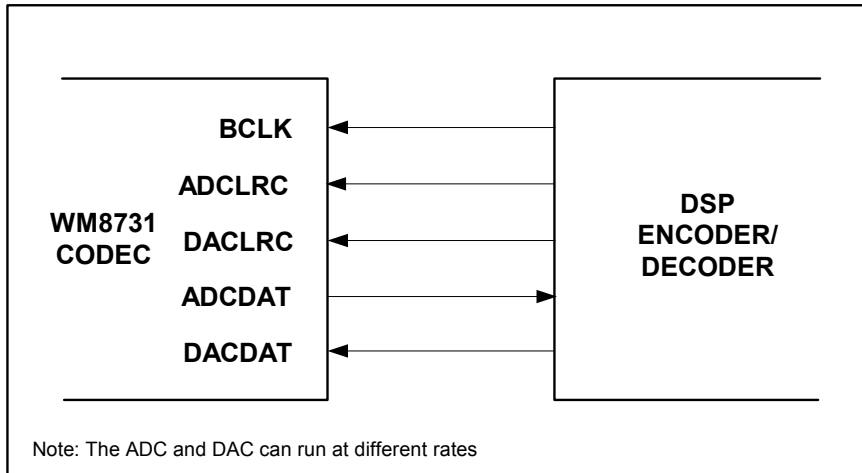 BCLK
ADCLRC
WM8731
CODEC
DACLRC
ADCDAT
DACDAT
DSP
ENCODER/
DECODER
Note: The ADC and DAC can run at different rates